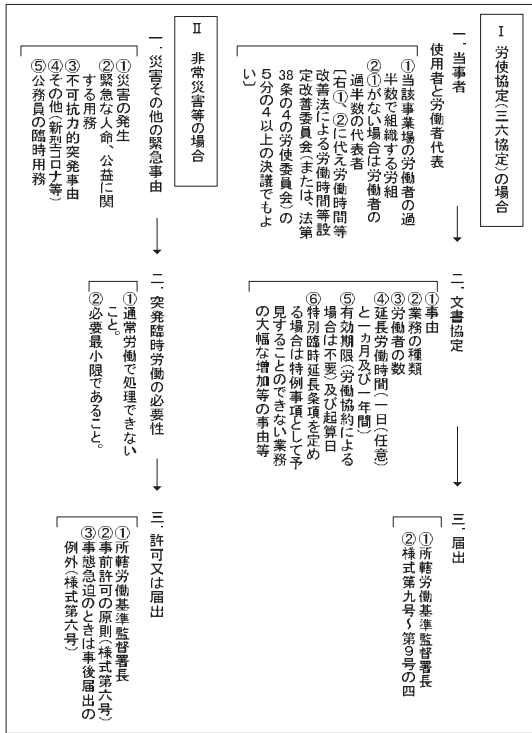 Ⅰ 労使協定(三六協定)の場合
一．当事者
使用者と労働者代表
①当該事業場の労働者の過
半数で組織する労組
②①がない場合は労働者の
過半数の代表者
〔右①、②に代え労働時間等
改善法による労働時間等設
定改善委員会(または、法第
38条の4の労使委員会)の
5分の4以上の決議でもよ
い〕
二．文書協定
①事由
②業務の種類
③労働者の数
④延長労働時間(一日(任意)
と一ヵ月及び一年間)
⑤有効期限(労働協約による
場合は不要)及び起算日
⑥特別臨時延長条項を定め
る場合は特例事項として予
見することのできない業務
の大幅な増加等の事由等
三．届出
①所轄労働基準監督署長
②様式第九号～第9号の四
Ⅱ 非常災害等の場合
一．災害その他の緊急事由
①災害の発生
②緊急な人命、公益に関
する用務
③不可抗力的突発事由
④その他(新型コロナ等)
⑤公務員の臨時用務
二．突発臨時労働の必要性
①通常労働で処理できない
こと。
②必要最小限であること。
三．許可又は届出
①所轄労働基準監督署長
②事前許可の原則(様式第六号)
③事態急迫のときは事後届出の
例外(様式第六号)